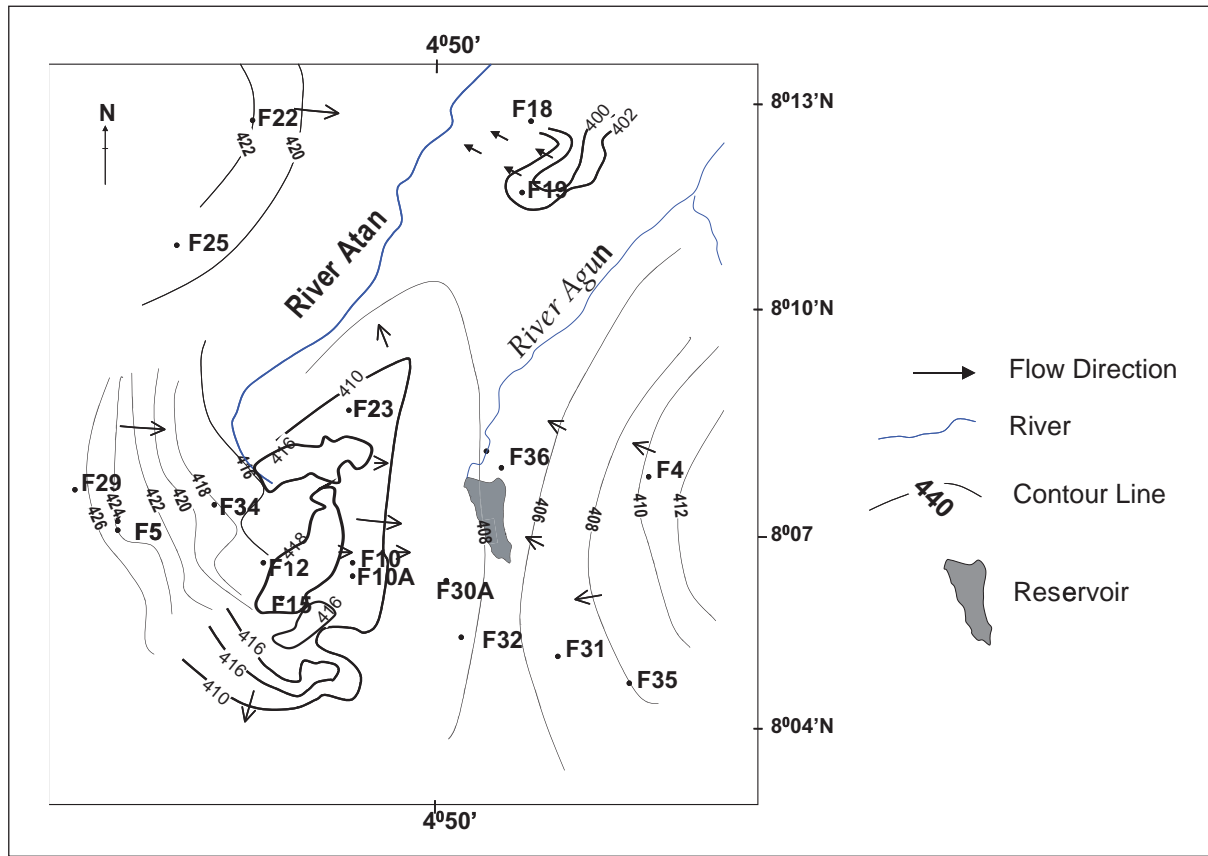 4⁰50’
N
F22
F18
400
402
8⁰13’N
422
420
F19
F25
River Atan
River Agun
8⁰10’N
Flow Direction
410
F23
River
416
416
F36
F4
F29
418
F34
440
Contour Line
424
422
420
426
F5
418
408
406
408
410
412
8⁰07
F12
F10
F10A
F30A
Reservoir
F15
416
416
F32
F31
416
410
F35
8⁰04’N
4⁰50’